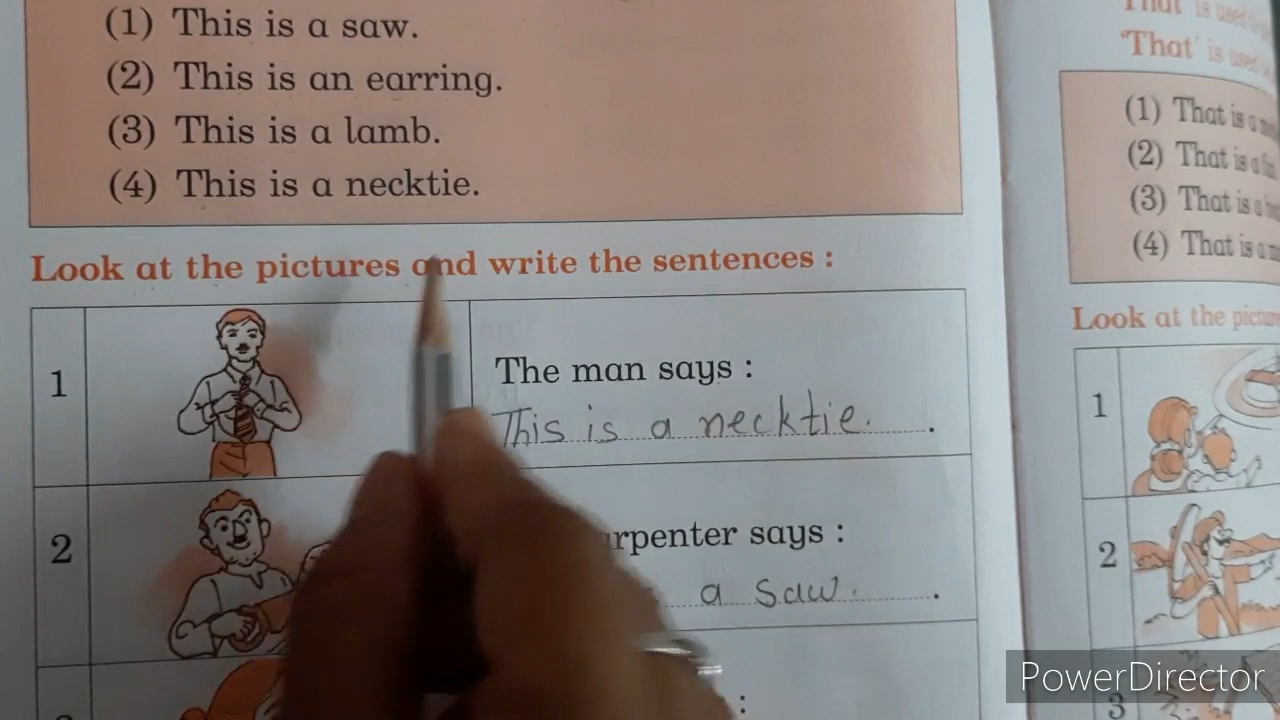 (1) This is a saw.
(2) This is an earring.
(3) This is a lamb.
(4) This is a necktie.
Look at the pictures and write the sentences :
1
The man says :
This is a necktie. .
2
says :
a saw. .
:
'That' is used
(1) That is a
(2) That is a
(3) That is a
(4) That is a
Look at the
1
2
3
PowerDirector